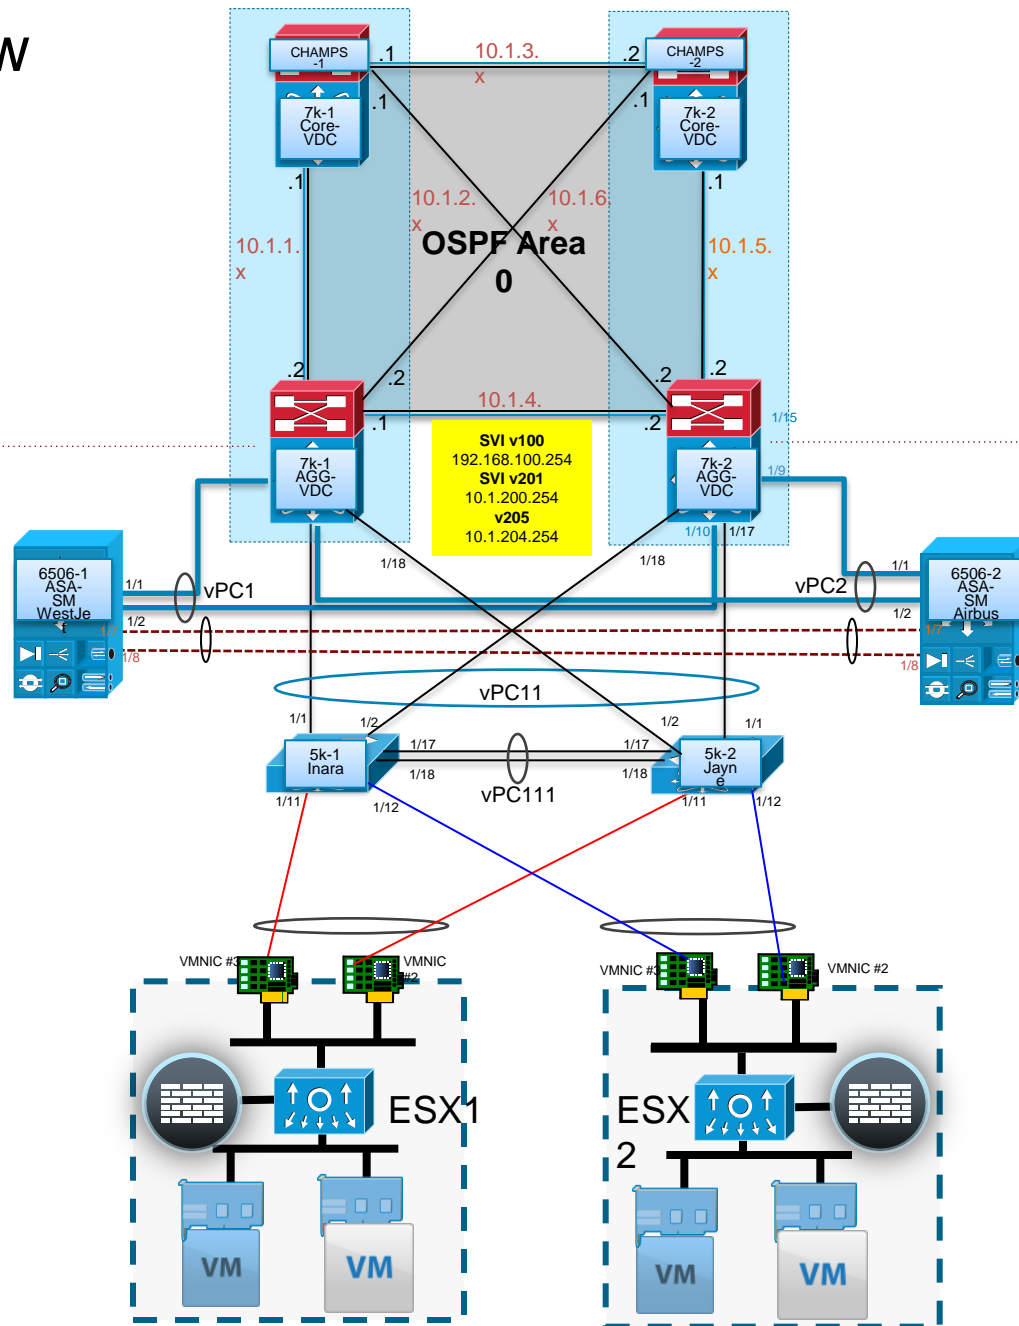 w
CHAMPS
-1
.1
10.1.3.
x
.2
CHAMPS
-2
7k-1
Core-
VDC
.1
.1
7k-2
Core-
VDC
.1
.1
10.1.2.
x
10.1.6.
x
10.1.1.
x
OSPF Area
0
10.1.5.
x
.2
.2
.2
.2
10.1.4.
.1
.2
1/15
SVI v100
192.168.100.254
SVI v201
10.1.200.254
v205
10.1.204.254
7k-1
AGG-
VDC
7k-2
AGG-
VDC
1/9
1/10
1/17
1/18
1/18
6506-1
ASA-
SM
WestJe
t
1/1
vPC1
1/2
1/7
1/8
vPC2
1/1
1/2
1/7
1/8
6506-2
ASA-
SM
Airbus
vPC11
1/1
1/2
1/2
1/1
5k-1
Inara
1/17
1/18
1/17
1/18
5k-2
Jayn
e
vPC111
1/11
1/12
1/11
1/12
VMNIC #3
VMNIC
#2
VMNIC #3
VMNIC #2
ESX1
ESX
2
VM
VM
VM
VM